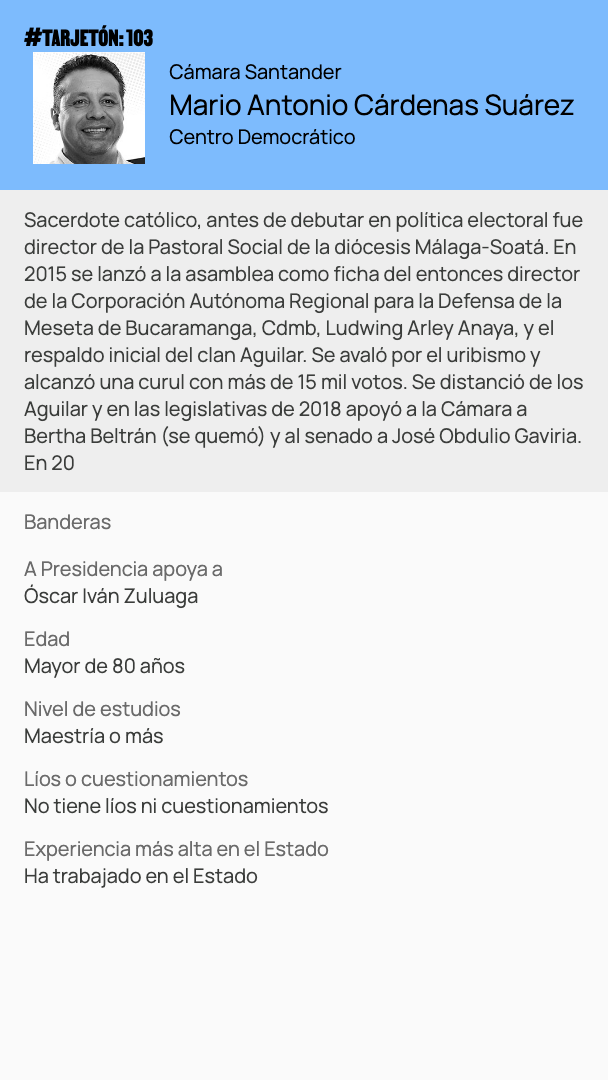 #TARJETÓN: 103
Cámara Santander
Mario Antonio Cárdenas Suárez
Centro Democrático
Sacerdote católico, antes de debutar en política electoral fue
director de la Pastoral Social de la diócesis Málaga-Soatá. En
2015 se lanzó a la asamblea como ficha del entonces director
de la Corporación Autónoma Regional para la Defensa de la
Meseta de Bucaramanga, Cdmb, Ludwing Arley Anaya, y el
respaldo inicial del clan Aguilar. Se avaló por el uribismo y
alcanzó una curul con más de 15 mil votos. Se distanció de los
Aguilar y en las legislativas de 2018 apoyó a la Cámara a
Bertha Beltrán (se quemó) y al senado a José Obdulio Gaviria.
En 20
Banderas
A Presidencia apoya a
Óscar Iván Zuluaga
Edad
Mayor de 80 años
Nivel de estudios
Maestría o más
Líos o cuestionamientos
No tiene líos ni cuestionamientos
Experiencia más alta en el Estado
Ha trabajado en el Estado